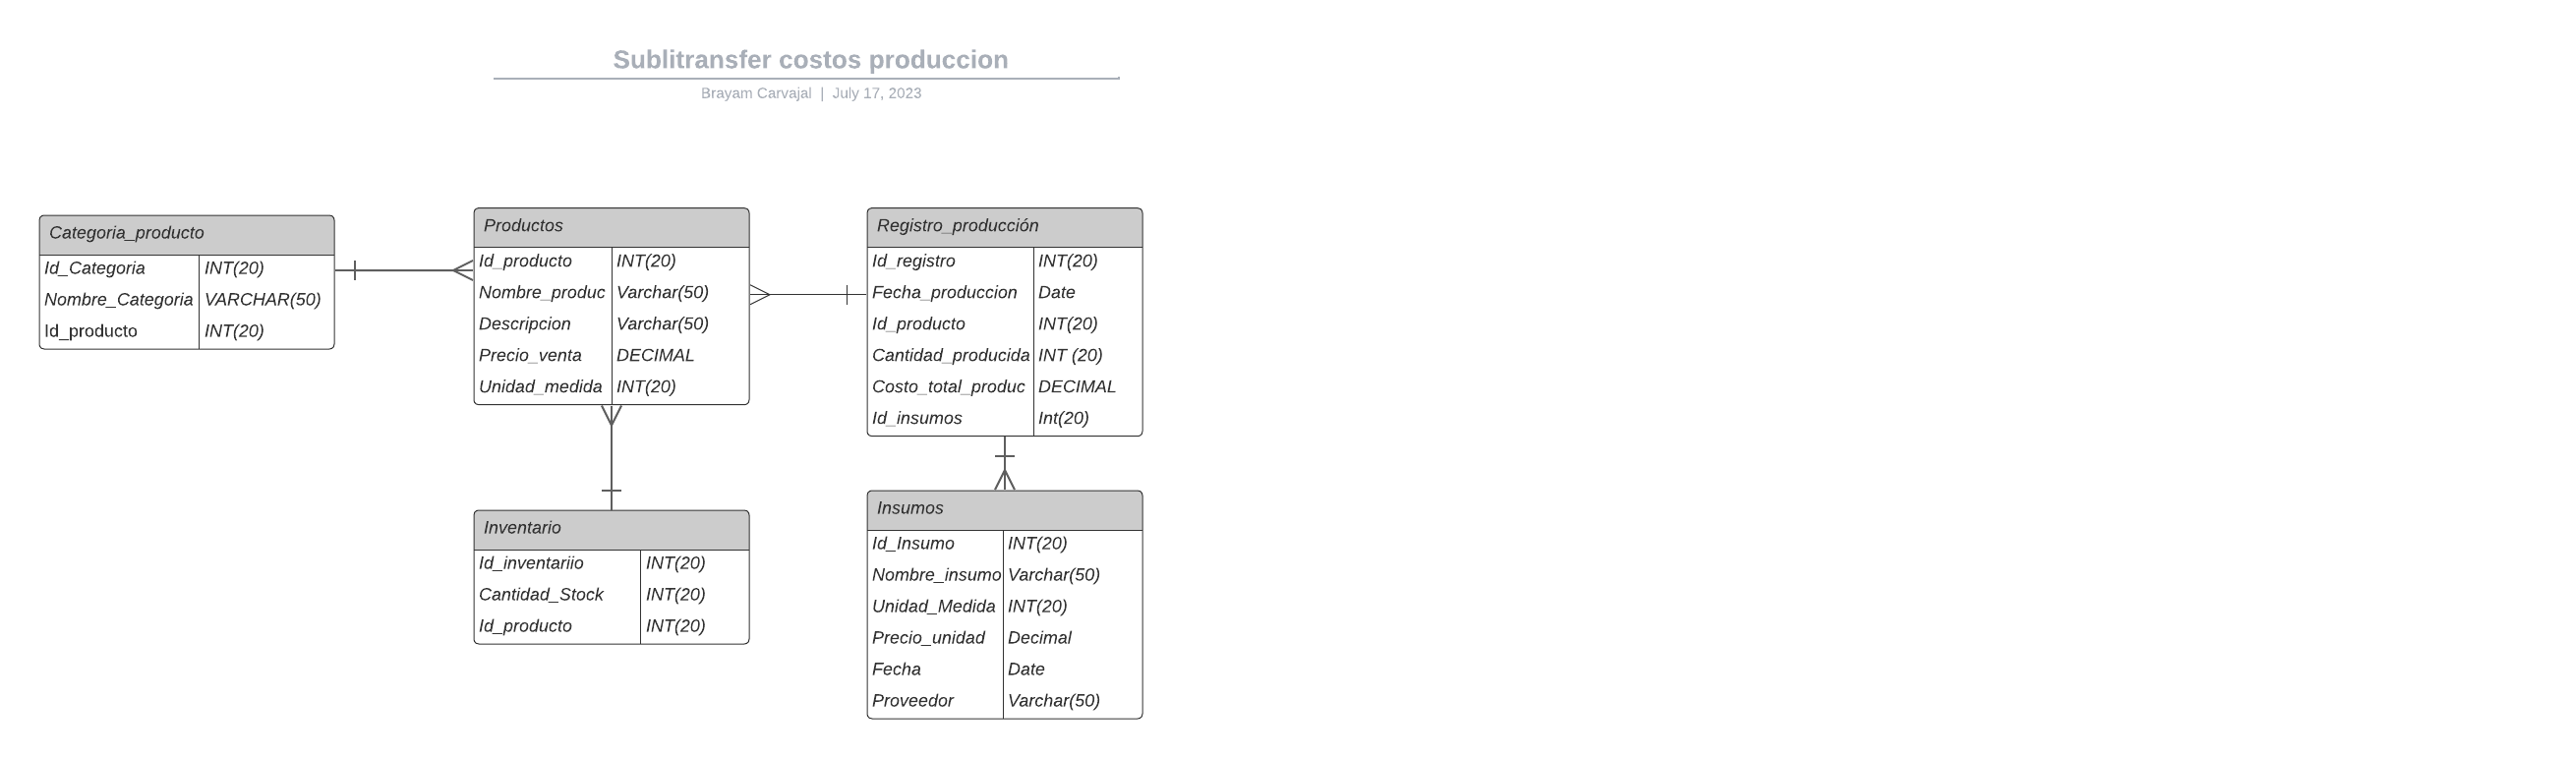 Sublitransfer costos produccion
Brayam Carvajal | July 17, 2023
Categoria_producto
Id_Categoria INT(20)
Nombre_Categoria VARCHAR(50)
Id_producto INT(20)
Productos
Id_producto INT(20)
Nombre_produc Varchar(50)
Descripcion Varchar(50)
Precio_venta DECIMAL
Unidad_medida INT(20)
Registro_producción
Id_registro INT(20)
Fecha_produccion Date
Id_producto INT(20)
Cantidad_producida INT (20)
Costo_total_produc DECIMAL
Id_insumos Int(20)
Inventario
Id_inventariio INT(20)
Cantidad_Stock INT(20)
Id_producto INT(20)
Insumos
Id_Insumo INT(20)
Nombre_insumo Varchar(50)
Unidad_Medida INT(20)
Precio_unidad Decimal
Fecha Date
Proveedor Varchar(50)